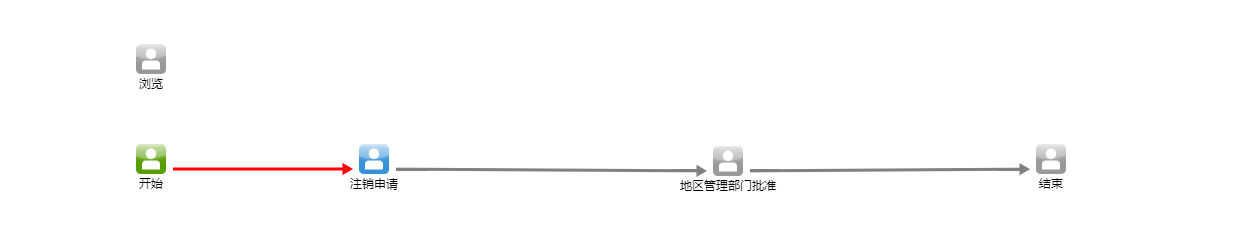 浏览
开始
注销申请
地区管理部门批准
结束